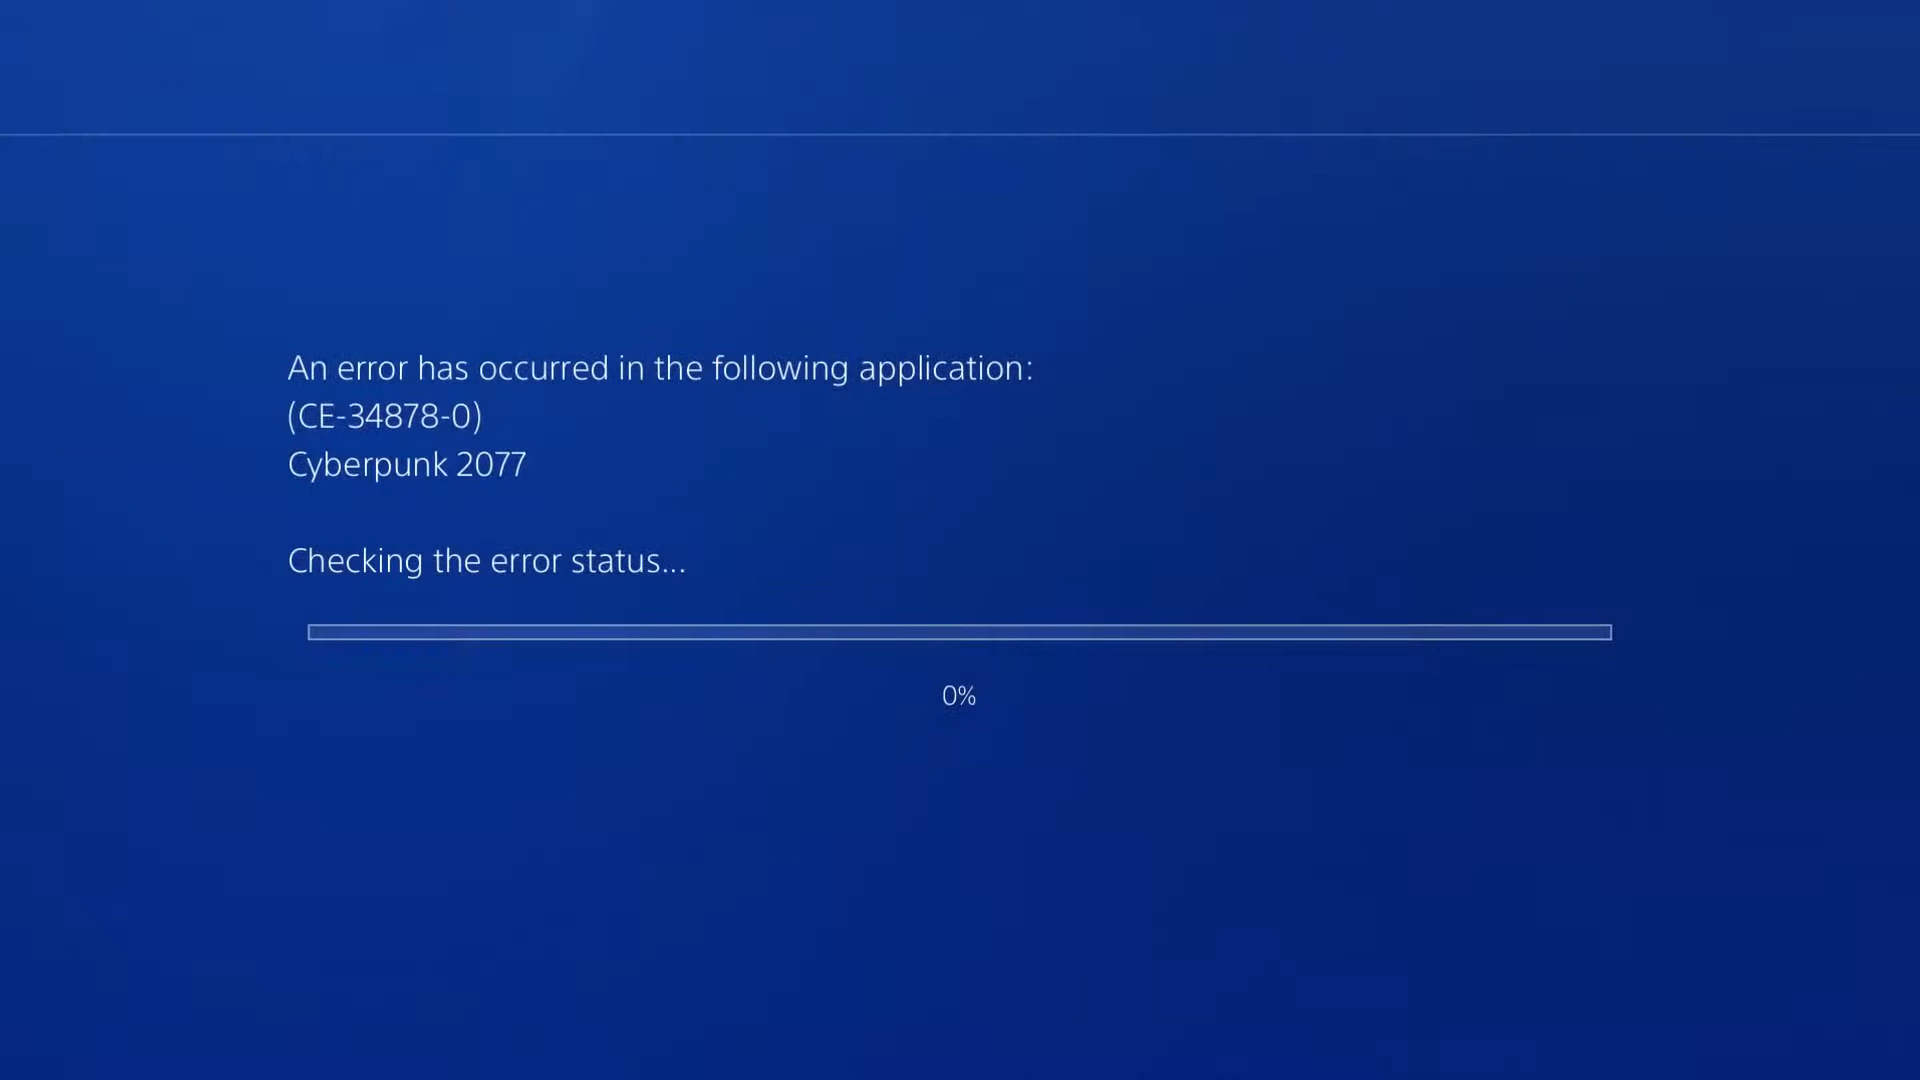 An error has occurred in the following application:
(CE-34878-0)
Cyberpunk 2077
Checking the error status...
0%